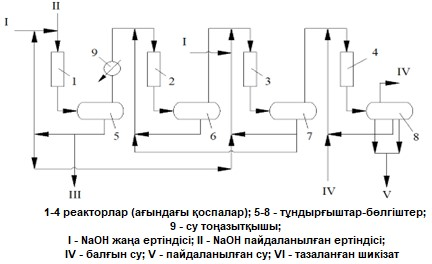 II
I
9
4
IV
I
1
2
3
5
6
7
8
III
IV
V
1-4 реакторлар (ағындағы қоспалар); 5-8 - тұндырғыштар-бөлгіштер;
9 - су тоңазытқышы;
I - NaOH жаңа ертіндісі; II - NaOH пайдаланылған ертіндісі;
IV - балғын су; V - пайдаланылған су; VI - тазаланған шикізат